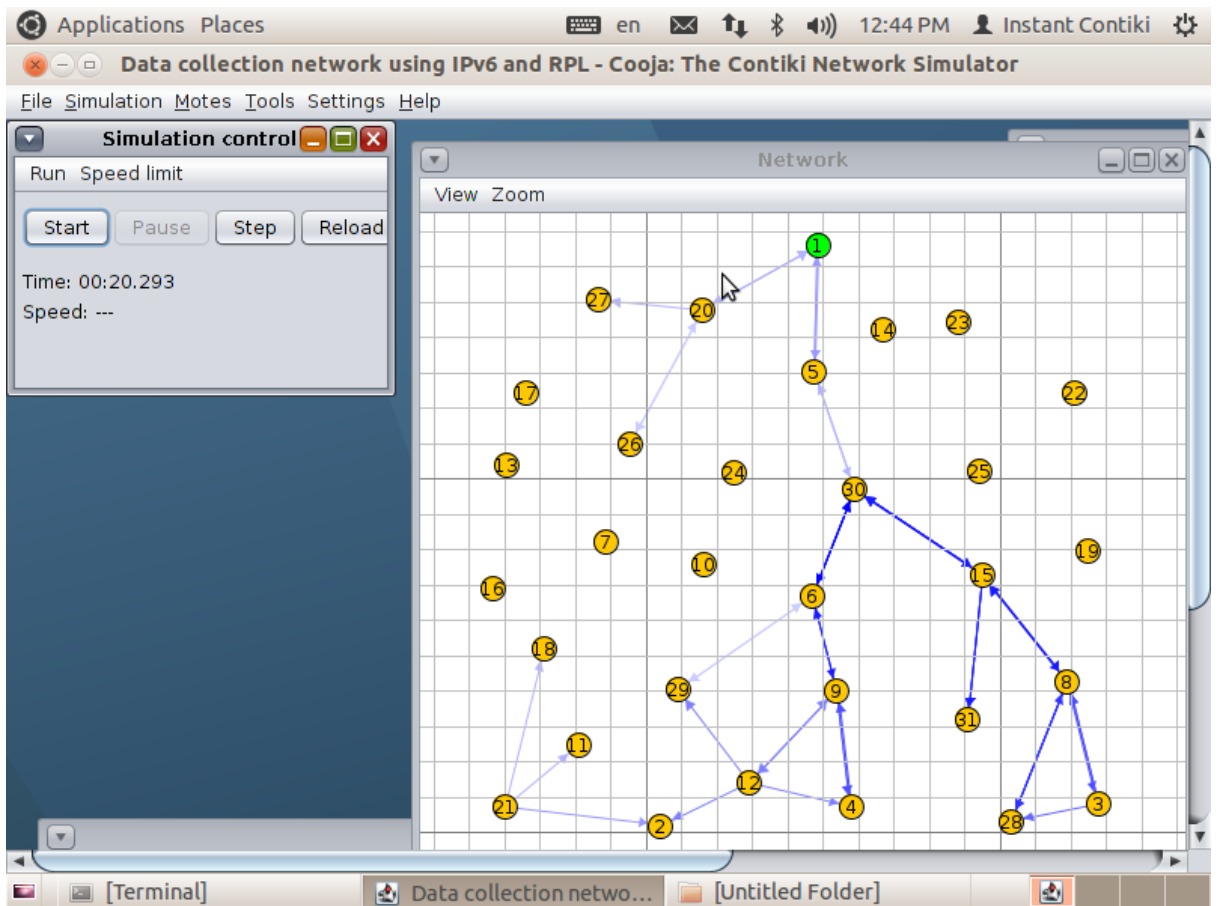 Applications Places en 12:44 PM Instant Contiki
Data collection network using IPv6 and RPL - Cooja: The Contiki Network Simulator
File Simulation Motes Tools Settings Help
Simulation control
Run Speed limit
Start Pause Step Reload
Time: 00:20.293
Speed: ---
Network
View Zoom
1
27
20
14
23
5
17
22
26
13
24
25
30
7
10
19
15
16
6
18
29
9
8
31
11
12
21
4
3
2
28
[Terminal] Data collection netwo... [Untitled Folder]